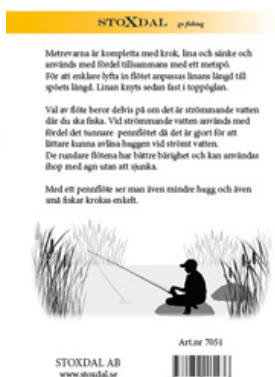 STOXDAL go fishing
Metrevarna är kompletta med krok, lina och sänke och
används med fördel tillsammans med ett metspö.
För att enklare lyfta in flötet anpassas linans längd till
spöets längd. Linan knyts sedan fast i toppöglan.
Val av flöte beror delvis på om det är strömmande vatten
där du ska fiska. Vid strömmande vatten används med
fördel det tunnare pennflötet då det är gjort för att
lättare kunna avläsa huggen vid strömt vatten.
De rundare flötena har bättre bärighet och kan användas
ihop med agn utan att sjunka.
Med ett pennflöte ser man även mindre hugg och även
små fiskar krokas enkelt.
Art.nr 7051
STOXDAL AB
www.stoxdal.se